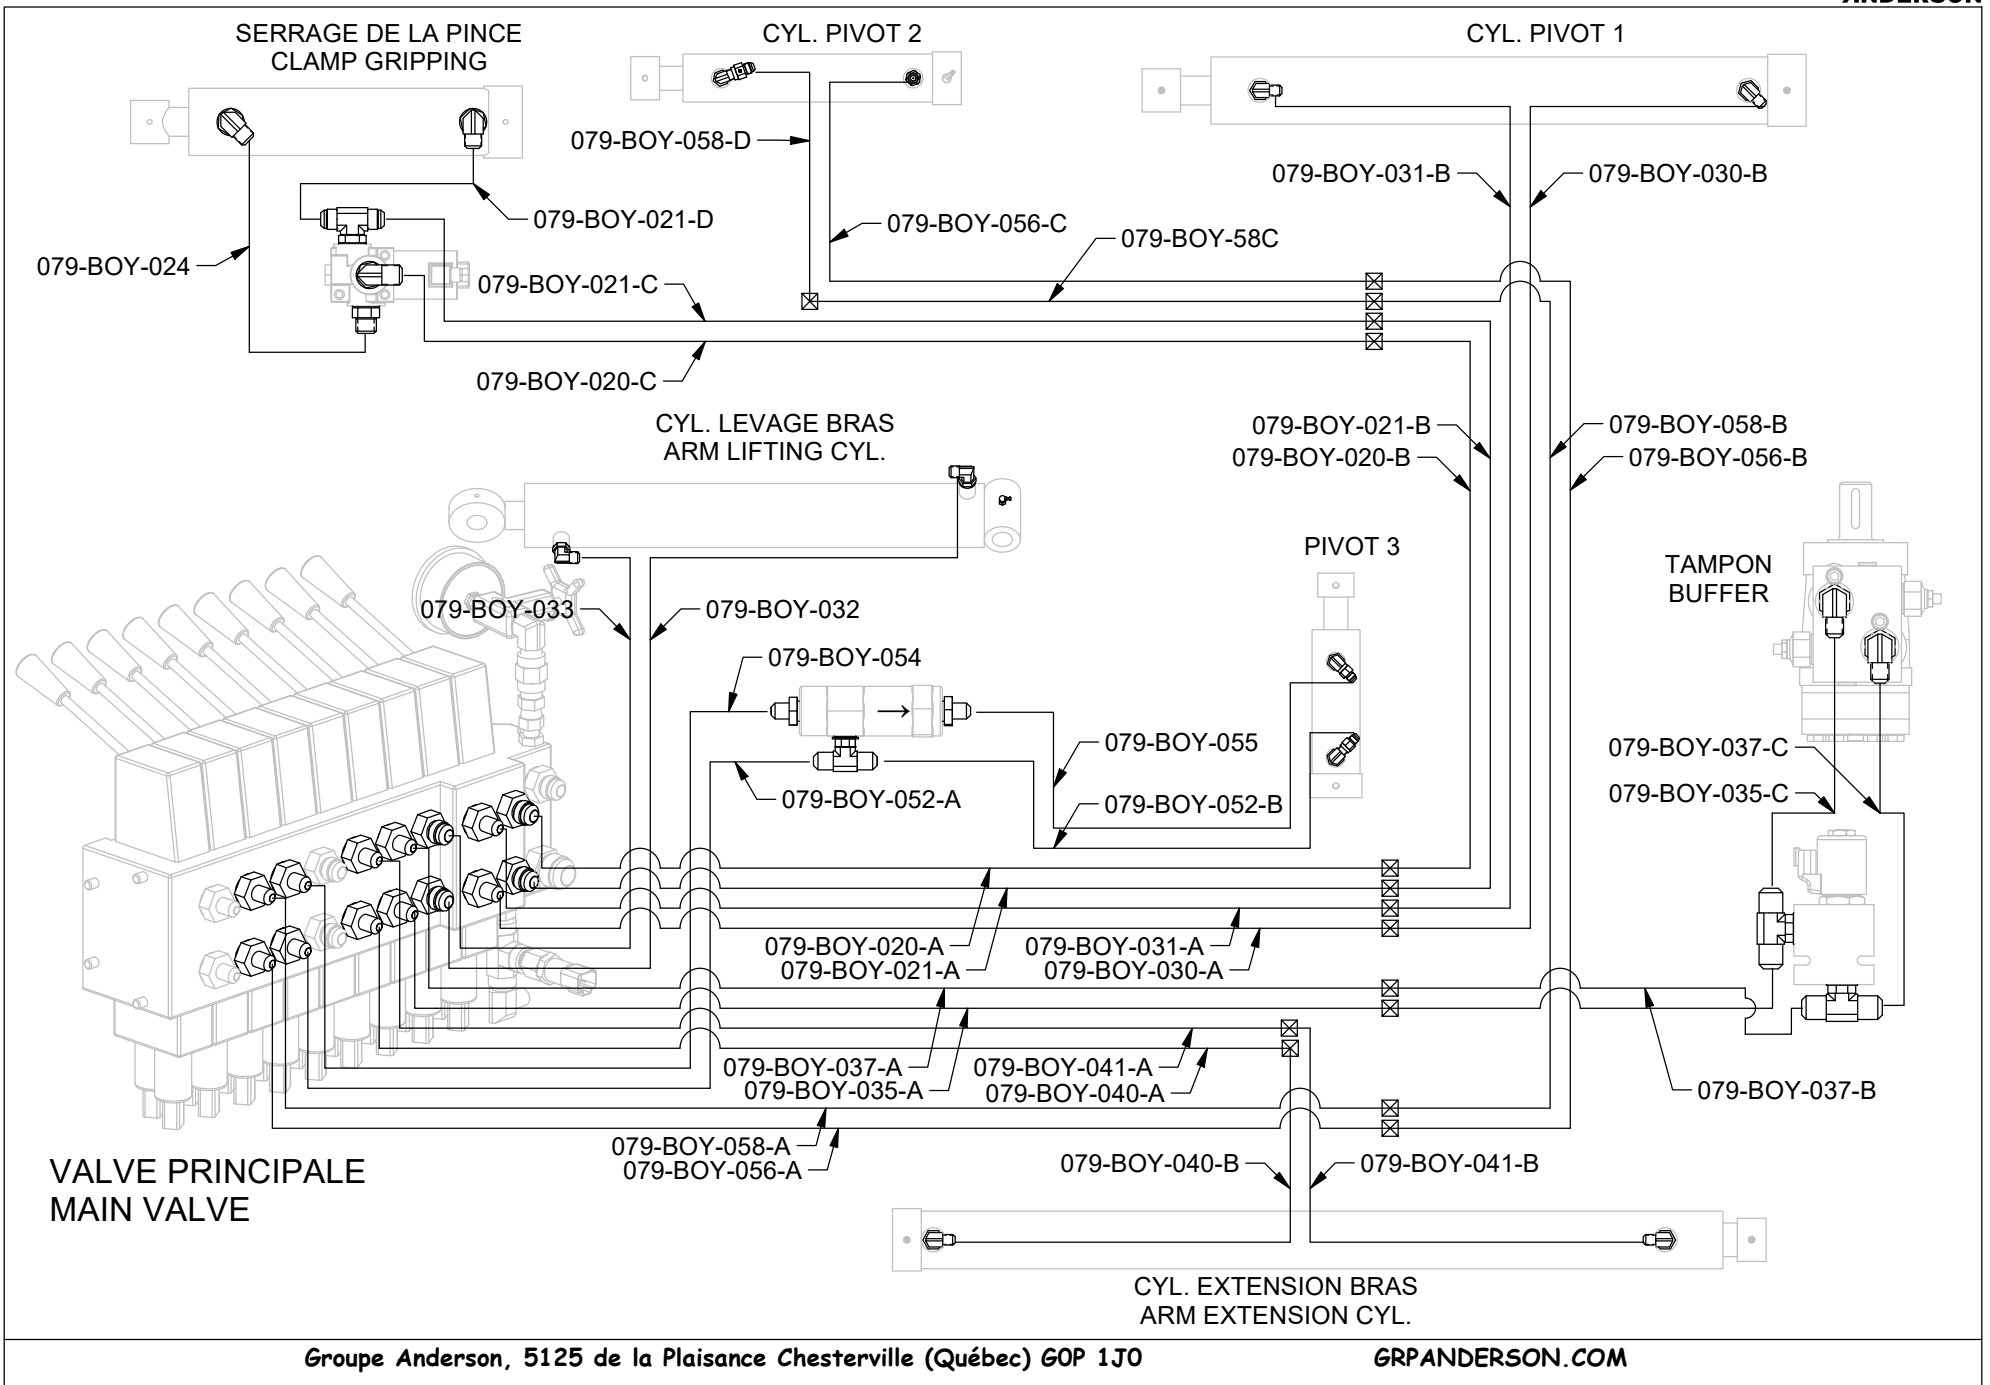 ANDERSON
SERRAGE DE LA PINCE
CLAMP GRIPPING
CYL. PIVOT 2
CYL. PIVOT 1
079-BOY-058-D
079-BOY-031-B
079-BOY-030-B
079-BOY-021-D
079-BOY-056-C
079-BOY-58C
079-BOY-024
079-BOY-021-C
079-BOY-020-C
CYL. LEVAGE BRAS
ARM LIFTING CYL.
079-BOY-021-B
079-BOY-058-B
079-BOY-020-B
079-BOY-056-B
PIVOT 3
TAMPON
BUFFER
079-BOY-033
079-BOY-032
079-BOY-054
079-BOY-055
079-BOY-037-C
079-BOY-052-A
079-BOY-052-B
079-BOY-035-C
079-BOY-020-A
079-BOY-031-A
079-BOY-021-A
079-BOY-030-A
079-BOY-037-A
079-BOY-041-A
079-BOY-035-A
079-BOY-040-A
079-BOY-037-B
079-BOY-058-A
079-BOY-056-A
079-BOY-040-B
079-BOY-041-B
VALVE PRINCIPALE
MAIN VALVE
CYL. EXTENSION BRAS
ARM EXTENSION CYL.
Groupe Anderson, 5125 de la Plaisance Chesterville (Québec) G0P 1J0
GRPANDERSON.COM